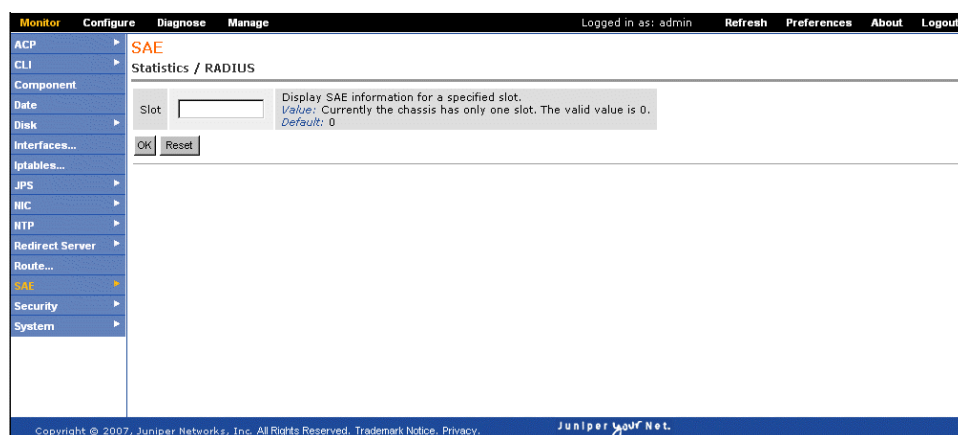 Monitor Configure Diagnose Manage Logged in as: admin Refresh Preferences About Logout
ACP
CLI
Component
Date
Disk
Interfaces...
Iptables...
JPS
NIC
NTP
Redirect Server
Route...
SAE
Security
System
SAE
Statistics / RADIUS
Slot
Display SAE information for a specified slot.
Value: Currently the chassis has only one slot. The valid value is 0.
Default: 0
OK Reset
Copyright © 2007, Juniper Networks, Inc. All Rights Reserved. Trademark Notice. Privacy.
Juniper your Net.